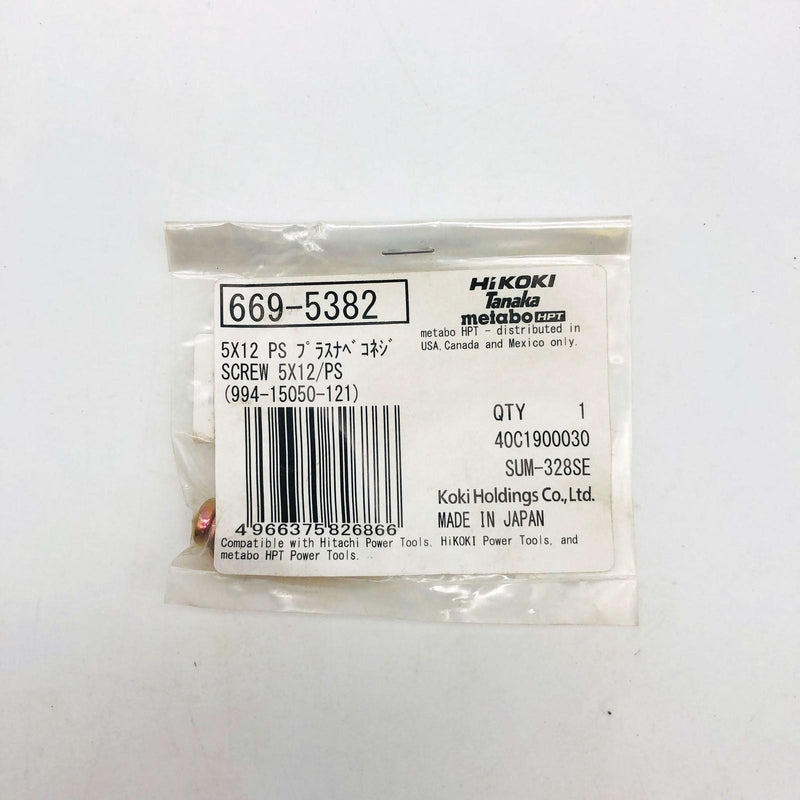 669-5382
HiKOKI
Tanaka
metabo HPT
metabo HPT - distributed in
USA, Canada and Mexico only.
5X12 PS ﾌﾟﾗｽﾅﾍﾞｺﾈｼﾞ
SCREW 5X12/PS
(994-15050-121)
QTY 1
40C1900030
SUM-328SE
Koki Holdings Co., Ltd.
MADE IN JAPAN
4966375826866
Compatible with Hitachi Power Tools, HiKOKI Power Tools, and
metabo HPT Power Tools.